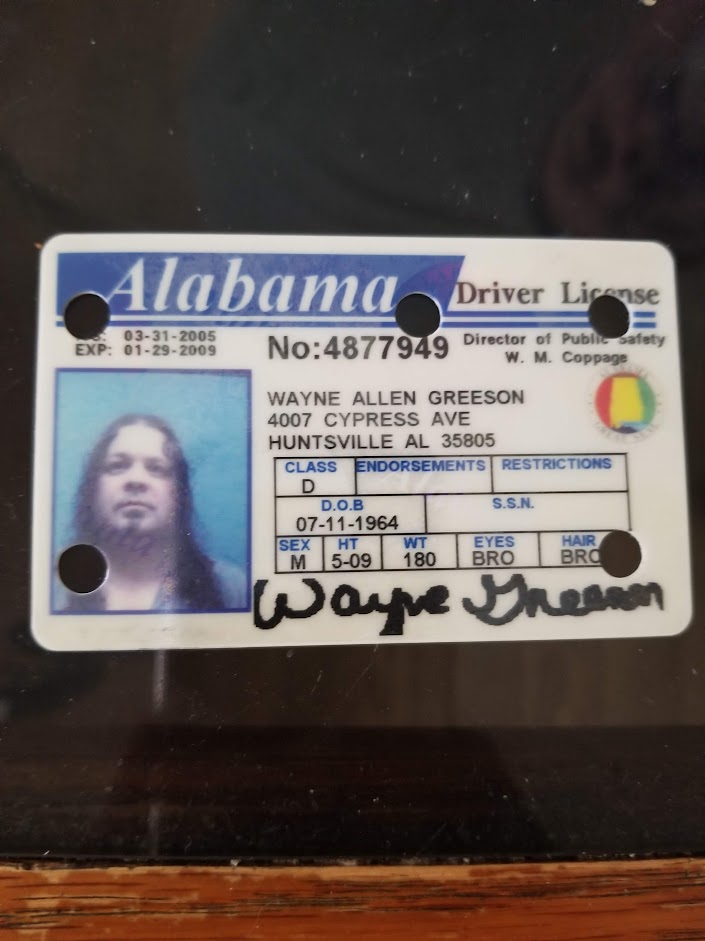 Alabama Driver License
03-31-2005
EXP: 01-29-2009
No:4877949
Director of Public Safety
W. M. Coppage
WAYNE ALLEN GREESON
4007 CYPRESS AVE
HUNTSVILLE AL 35805
CLASS ENDORSEMENTS RESTRICTIONS
D
D.O.B S.S.N.
07-11-1964
SEX HT WT EYES HAIR
M 5-09 180 BRO BRO
Wayne Greeson